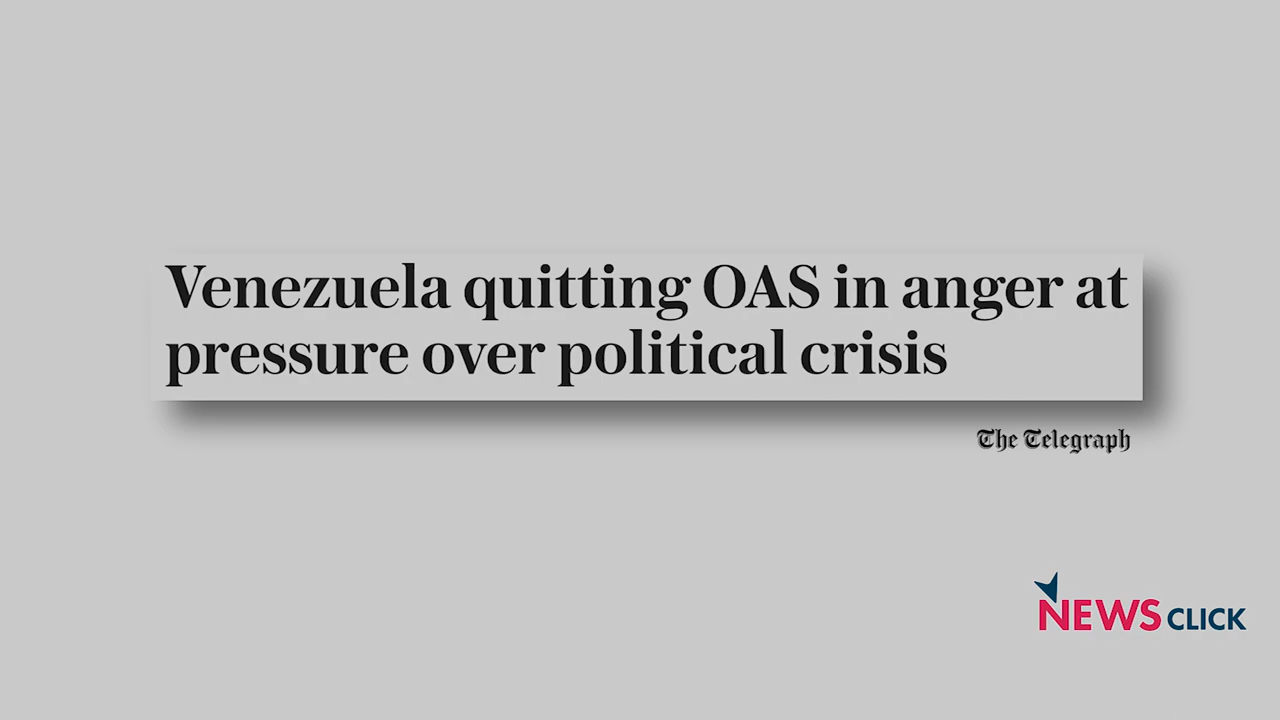 Venezuela quitting OAS in anger at
pressure over political crisis
The Telegraph
NEWS CLICK